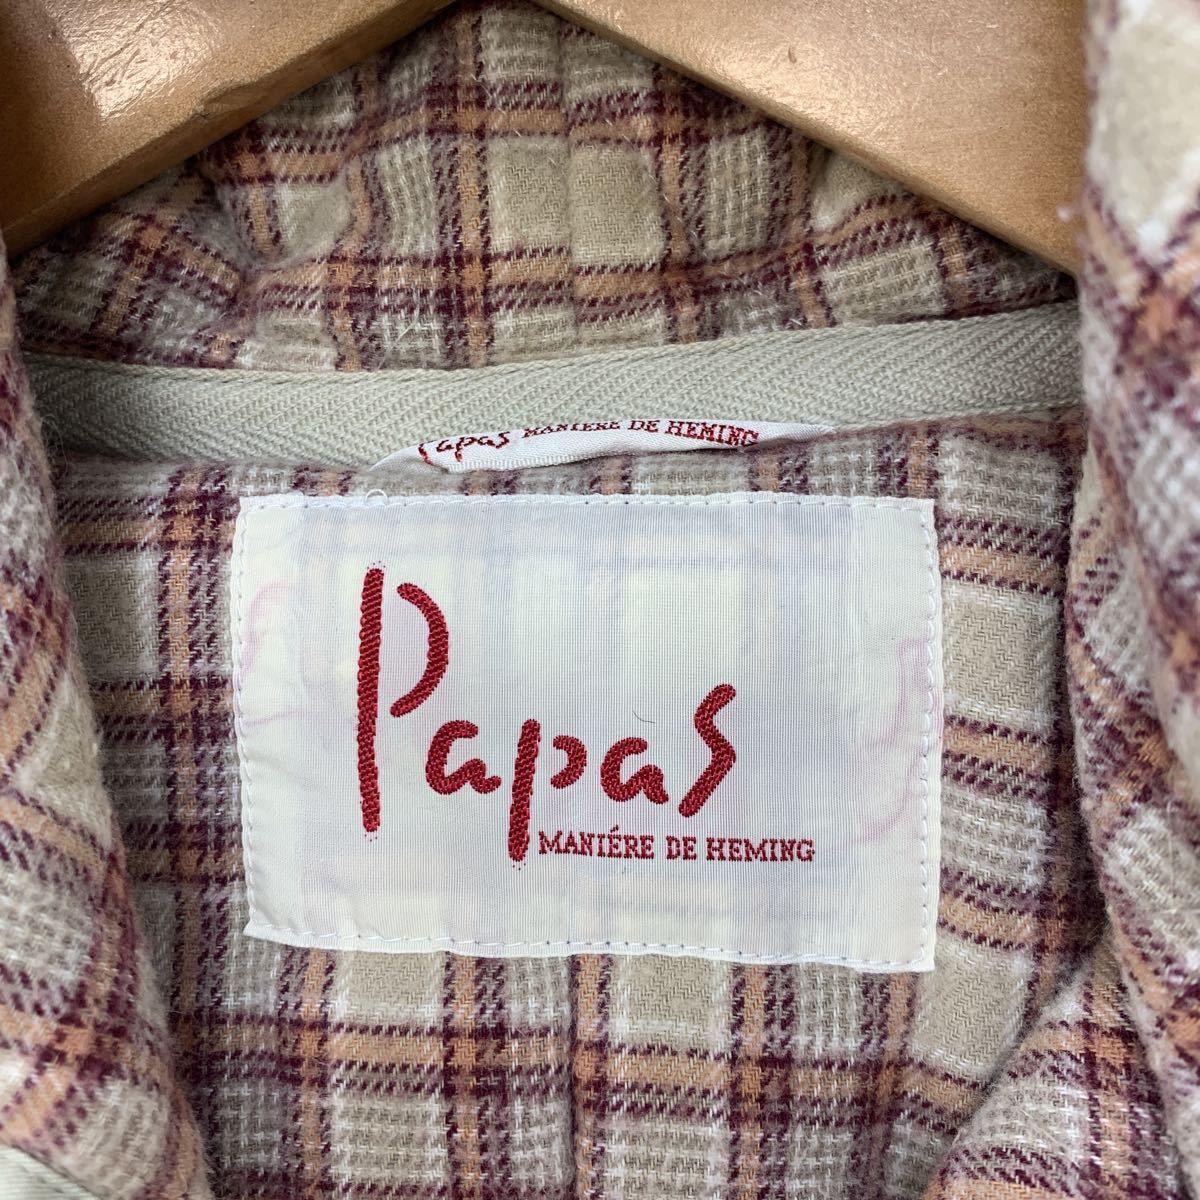 Papas MANIÉRE DE HEMING
Papas
MANIÉRE DE HEMING